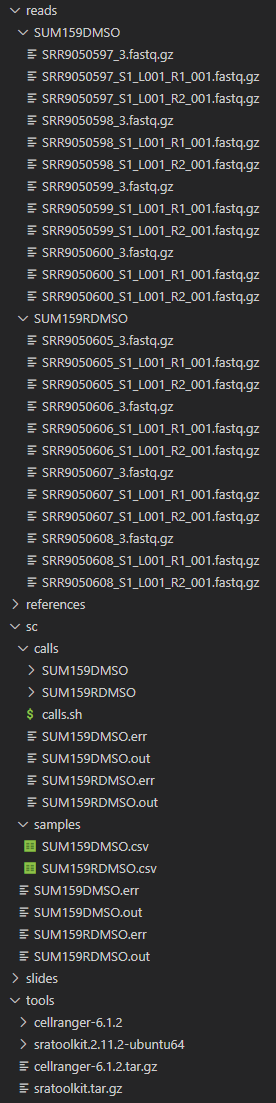 reads
SUM159DMSO
SRR9050597_3.fastq.gz
SRR9050597_S1_L001_R1_001.fastq.gz
SRR9050597_S1_L001_R2_001.fastq.gz
SRR9050598_3.fastq.gz
SRR9050598_S1_L001_R1_001.fastq.gz
SRR9050598_S1_L001_R2_001.fastq.gz
SRR9050599_3.fastq.gz
SRR9050599_S1_L001_R1_001.fastq.gz
SRR9050599_S1_L001_R2_001.fastq.gz
SRR9050600_3.fastq.gz
SRR9050600_S1_L001_R1_001.fastq.gz
SRR9050600_S1_L001_R2_001.fastq.gz
SUM159RDMSO
SRR9050605_3.fastq.gz
SRR9050605_S1_L001_R1_001.fastq.gz
SRR9050605_S1_L001_R2_001.fastq.gz
SRR9050606_3.fastq.gz
SRR9050606_S1_L001_R1_001.fastq.gz
SRR9050606_S1_L001_R2_001.fastq.gz
SRR9050607_3.fastq.gz
SRR9050607_S1_L001_R1_001.fastq.gz
SRR9050607_S1_L001_R2_001.fastq.gz
SRR9050608_3.fastq.gz
SRR9050608_S1_L001_R1_001.fastq.gz
SRR9050608_S1_L001_R2_001.fastq.gz
references
sc
calls
SUM159DMSO
SUM159RDMSO
$ calls.sh
SUM159DMSO.err
SUM159DMSO.out
SUM159RDMSO.err
SUM159RDMSO.out
samples
SUM159DMSO.csv
SUM159RDMSO.csv
SUM159DMSO.err
SUM159DMSO.out
SUM159RDMSO.err
SUM159RDMSO.out
slides
tools
cellranger-6.1.2
sratoolkit.2.11.2-ubuntu64
cellranger-6.1.2.tar.gz
sratoolkit.tar.gz